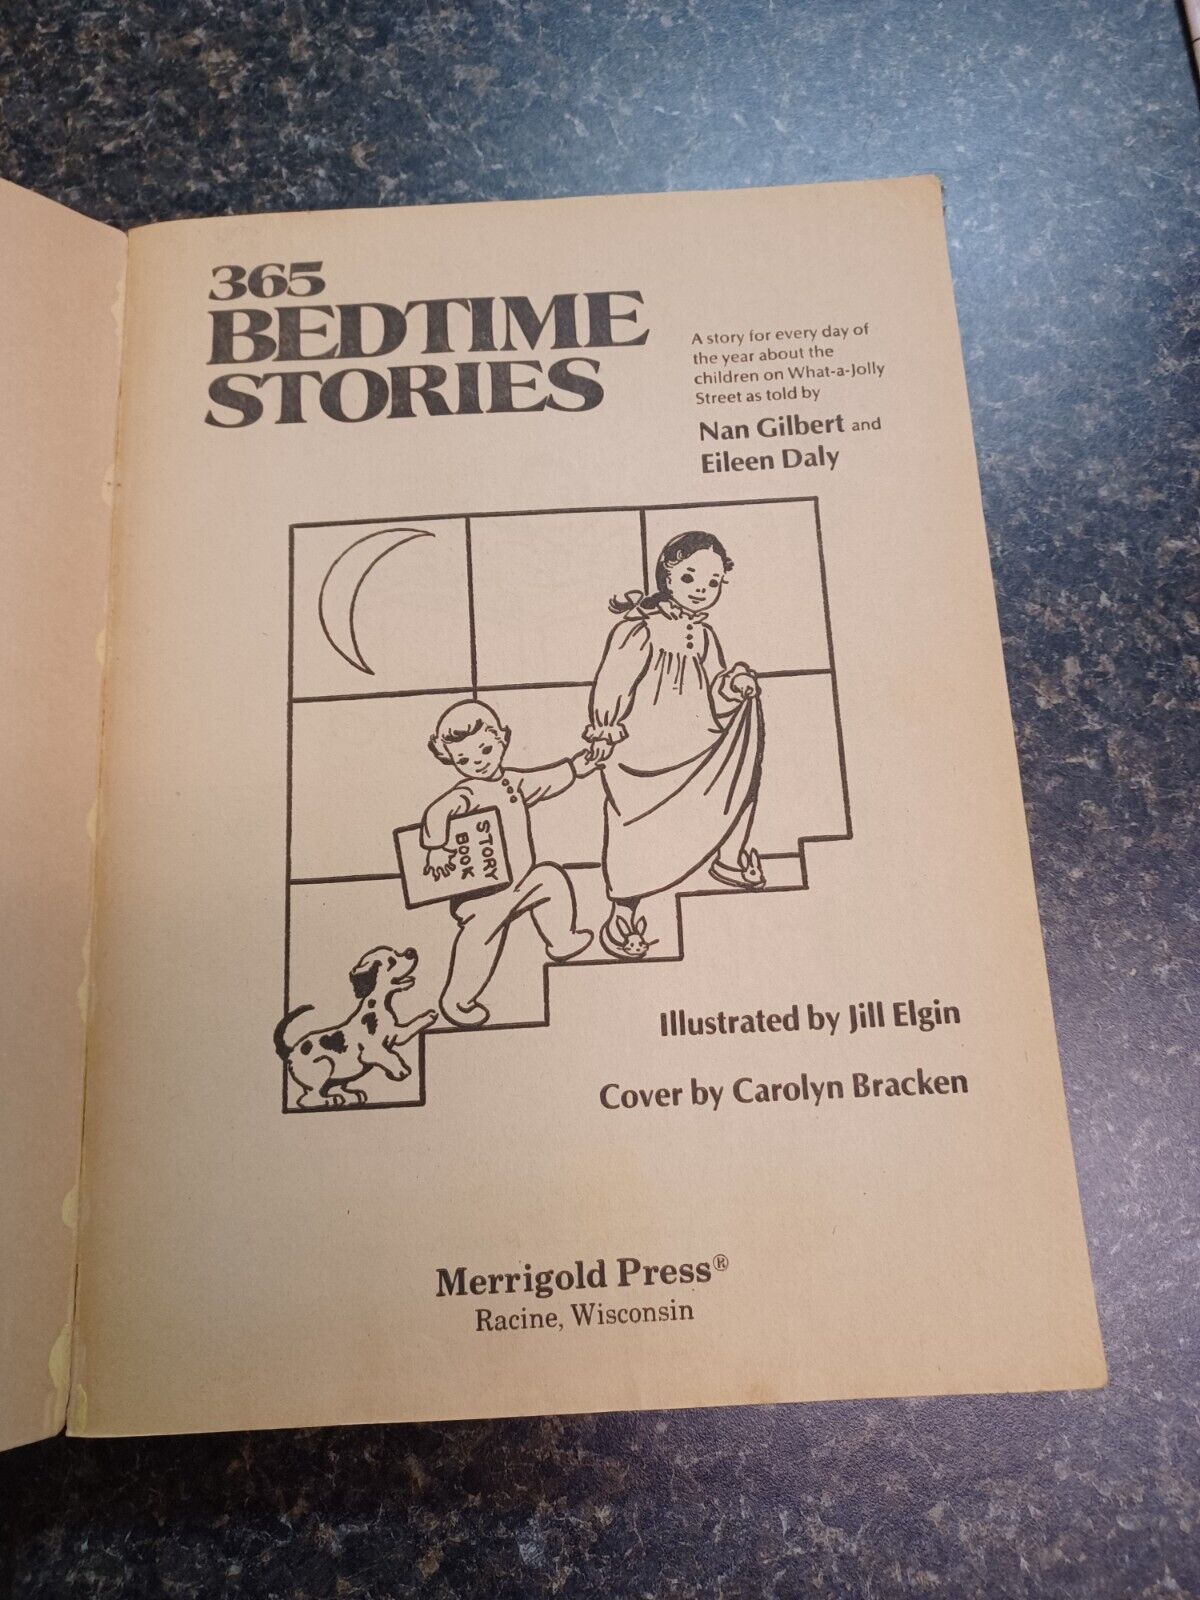 365
BEDTIME
STORIES
A story for every day of
the year about the
children on What-a-Jolly
Street as told by
Nan Gilbert and
Eileen Daly
STORY
BOOK
Illustrated by Jill Elgin
Cover by Carolyn Bracken
Merrigold Press®
Racine, Wisconsin